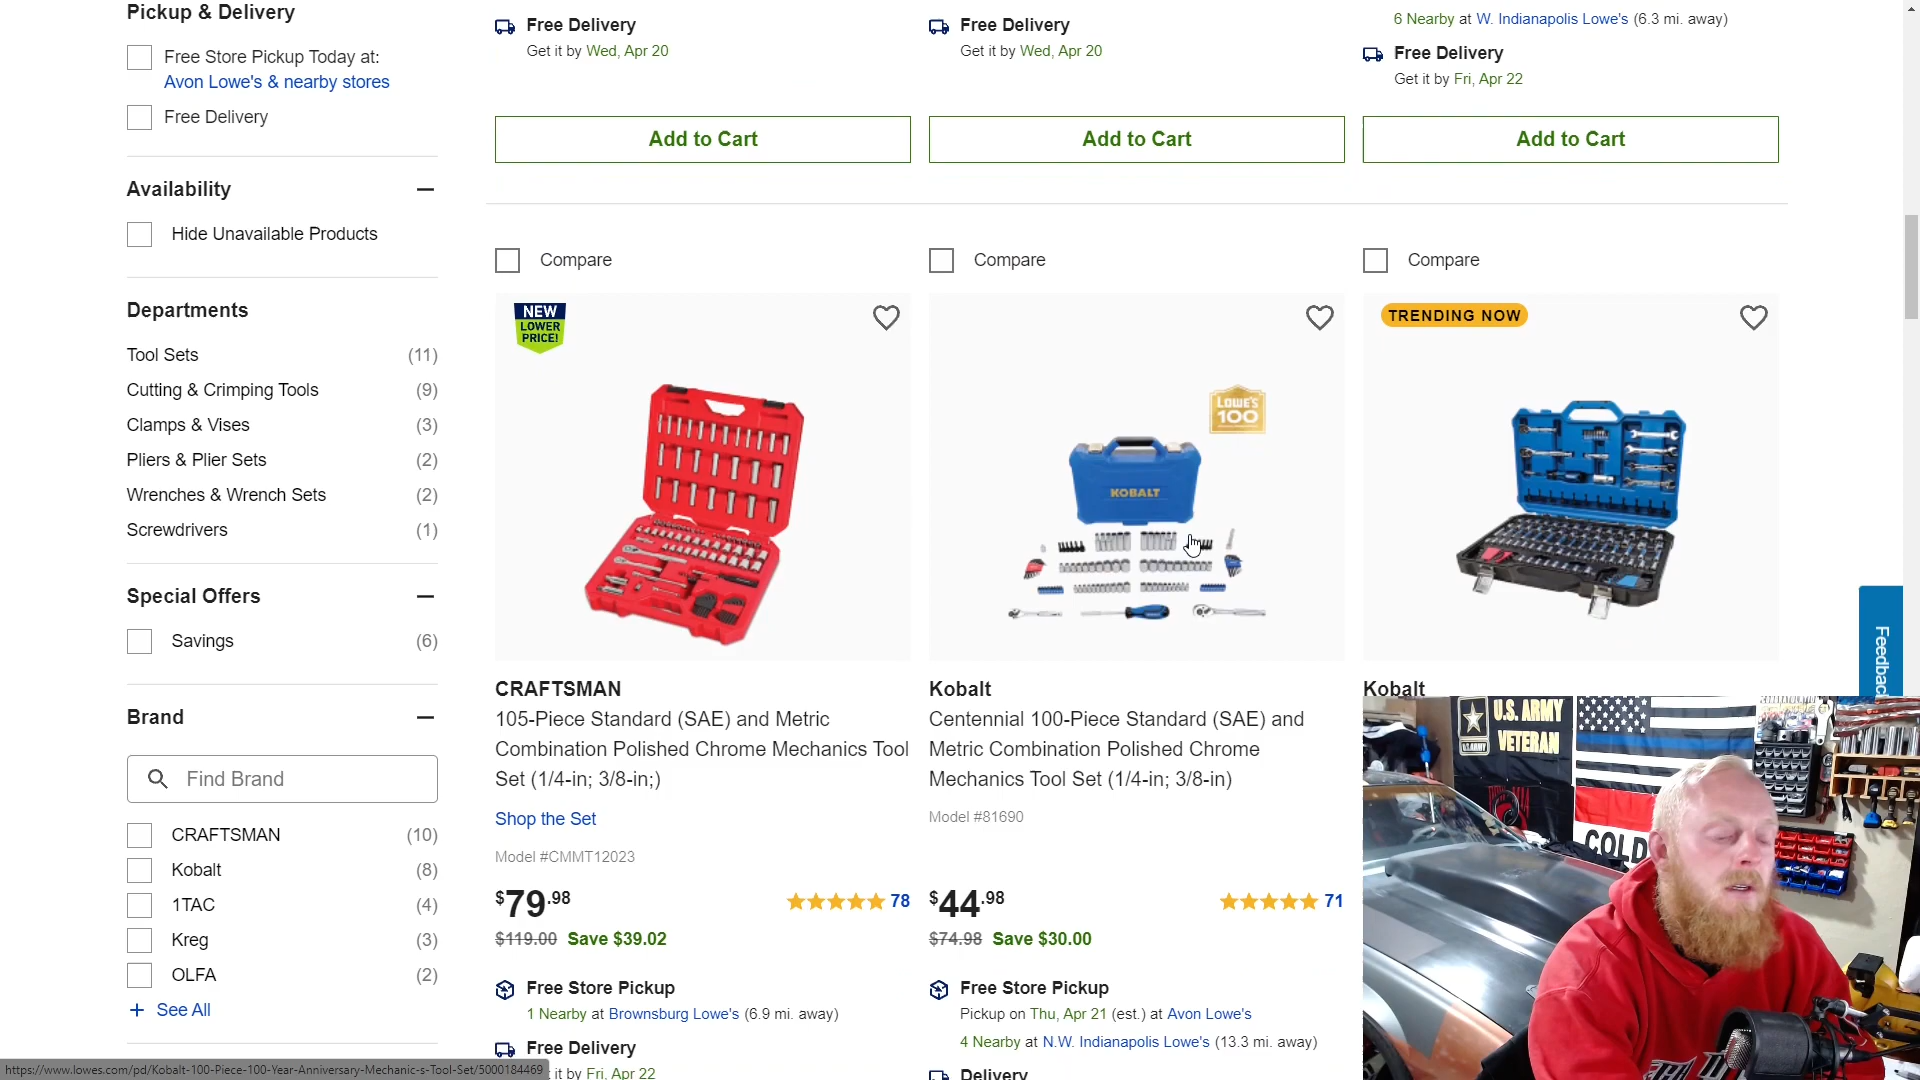 Pickup & Delivery
Free Store Pickup Today at:
Avon Lowe's & nearby stores
Free Delivery
Availability
Hide Unavailable Products
Departments
Tool Sets (11)
Cutting & Crimping Tools (9)
Clamps & Vises (3)
Pliers & Plier Sets (2)
Wrenches & Wrench Sets (2)
Screwdrivers (1)
Special Offers
Savings (6)
Brand
Find Brand
CRAFTSMAN (10)
Kobalt (8)
1TAC (4)
Kreg (3)
OLFA (2)
+ See All
https://www.lowes.com/pd/Kobalt-100-Piece-100-Year-Anniversary-Mechanic-s-Tool-Set/5000184469
Free Delivery
Get it by Wed, Apr 20
Add to Cart
Free Delivery
Get it by Wed, Apr 20
Add to Cart
6 Nearby at W. Indianapolis Lowe's (6.3 mi. away)
Free Delivery
Get it by Fri, Apr 22
Add to Cart
Compare
NEW
LOWER
PRICE!
CRAFTSMAN
105-Piece Standard (SAE) and Metric
Combination Polished Chrome Mechanics Tool
Set (1/4-in; 3/8-in;)
Shop the Set
Model #CMMT12023
$79.98
78
$119.00 Save $39.02
Free Store Pickup
1 Nearby at Brownsburg Lowe's (6.9 mi. away)
Free Delivery
it by Fri, Apr 22
Compare
LOWE'S
100
KOBALT
Kobalt
Centennial 100-Piece Standard (SAE) and
Metric Combination Polished Chrome
Mechanics Tool Set (1/4-in; 3/8-in)
Model #81690
$44.98
71
$74.98 Save $30.00
Free Store Pickup
Pickup on Thu, Apr 21 (est.) at Avon Lowe's
4 Nearby at N.W. Indianapolis Lowe's (13.3 mi. away)
Delivery
Compare
TRENDING NOW
Kobalt
Feedbac
U.S. ARMY
VETERAN
COLD